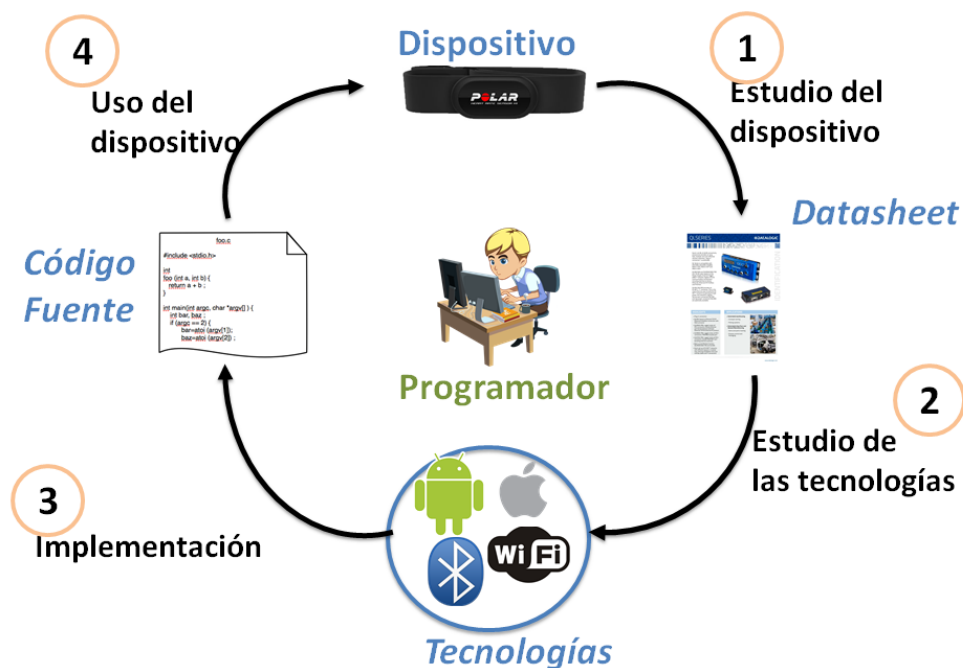 4
Dispositivo
1
Uso del
dispositivo
POLAR
Estudio del
dispositivo
Datasheet
Código
Fuente
foo.c
#include <stdio.h>
int
foo (int a, int b) {
return a + b ;
}
int main(int argc, char *argv[] ) {
int bar, baz ;
if (argc == 2) {
bar=atoi (argv[1]);
baz=atoi (argv[2]) ;
Programador
2
Estudio de
las tecnologías
3
Implementación
Wi Fi
Tecnologías